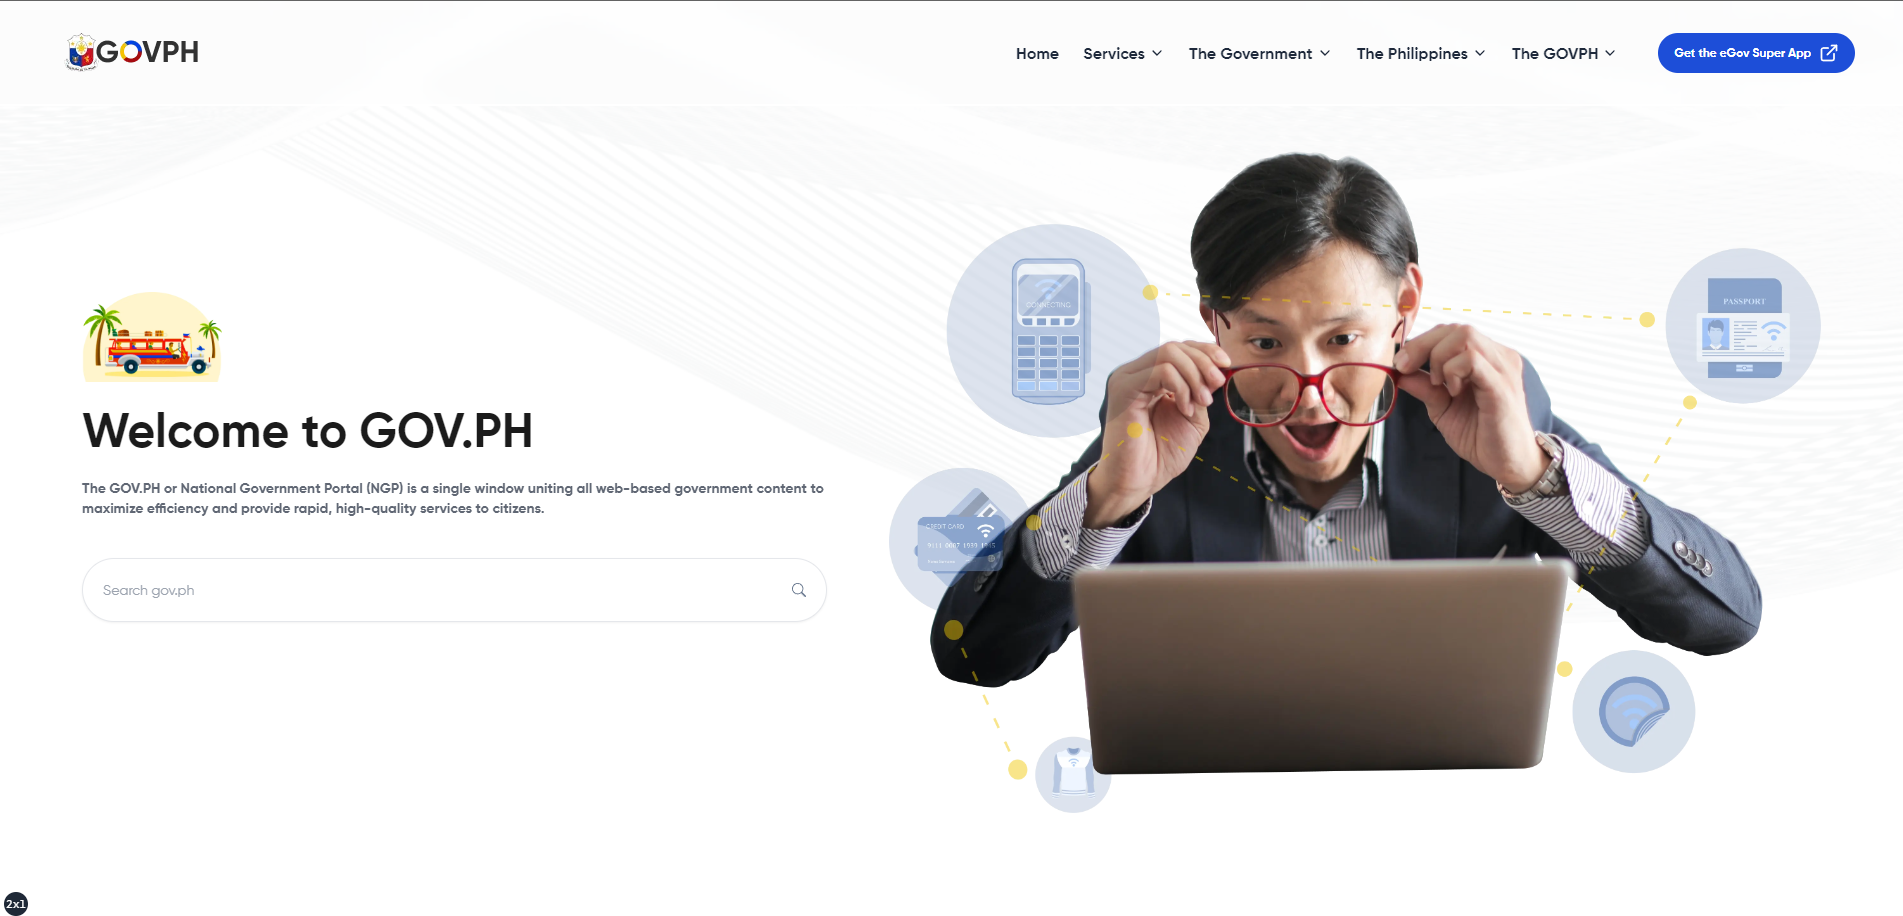 GOVPH
Home
Services
The Government
The Philippines
The GOVPH
Get the eGov Super App
CONNECTING
PASSPORT
Welcome to GOV.PH
The GOV.PH or National Government Portal (NGP) is a single window uniting all web-based government content to
maximize efficiency and provide rapid, high-quality services to citizens.
CREDIT CARD
Search gov.ph
2x1